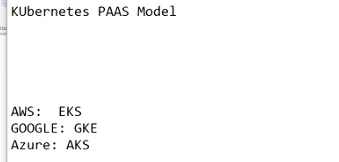 KUbernetes PAAS Model
AWS:  EKS
GOOGLE: GKE
Azure: AKS